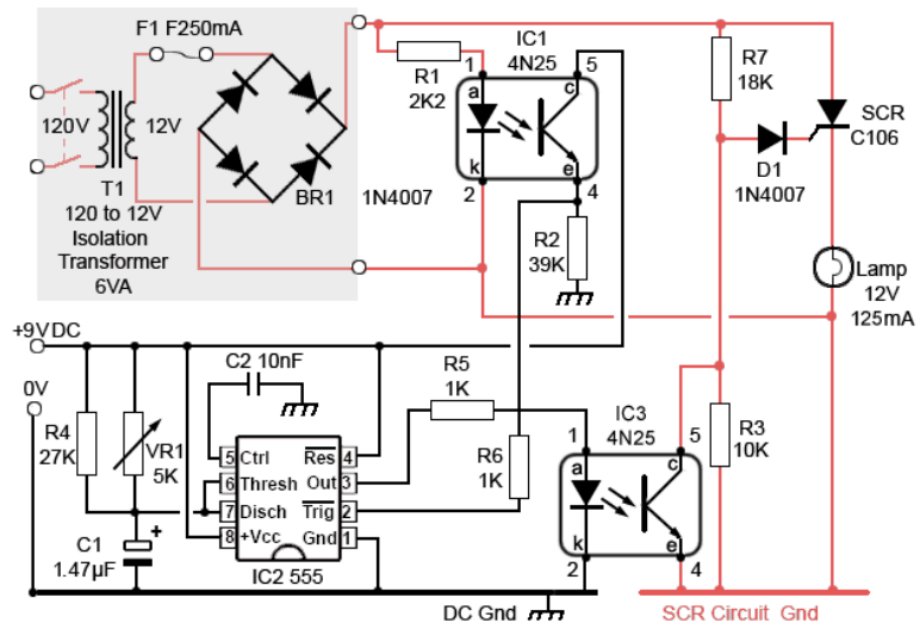 F1 F250mA
120V
12V
T1
120 to 12V
Isolation
Transformer
6VA
BR1
1N4007
R1
2K2
IC1
4N25
1
5
a
c
k
e
2
4
R2
39K
R7
18K
SCR
C106
D1
1N4007
Lamp
12V
125mA
+9V DC
0V
R4
27K
VR1
5K
C1
1.47µF
+
C2 10nF
5 Ctrl
6 Thresh
7 Disch
8 +Vcc
Res 4
Out 3
Trig 2
Gnd 1
IC2 555
R5
1K
R6
1K
IC3
4N25
1
5
a
c
k
e
2
4
R3
10K
DC Gnd
SCR Circuit Gnd